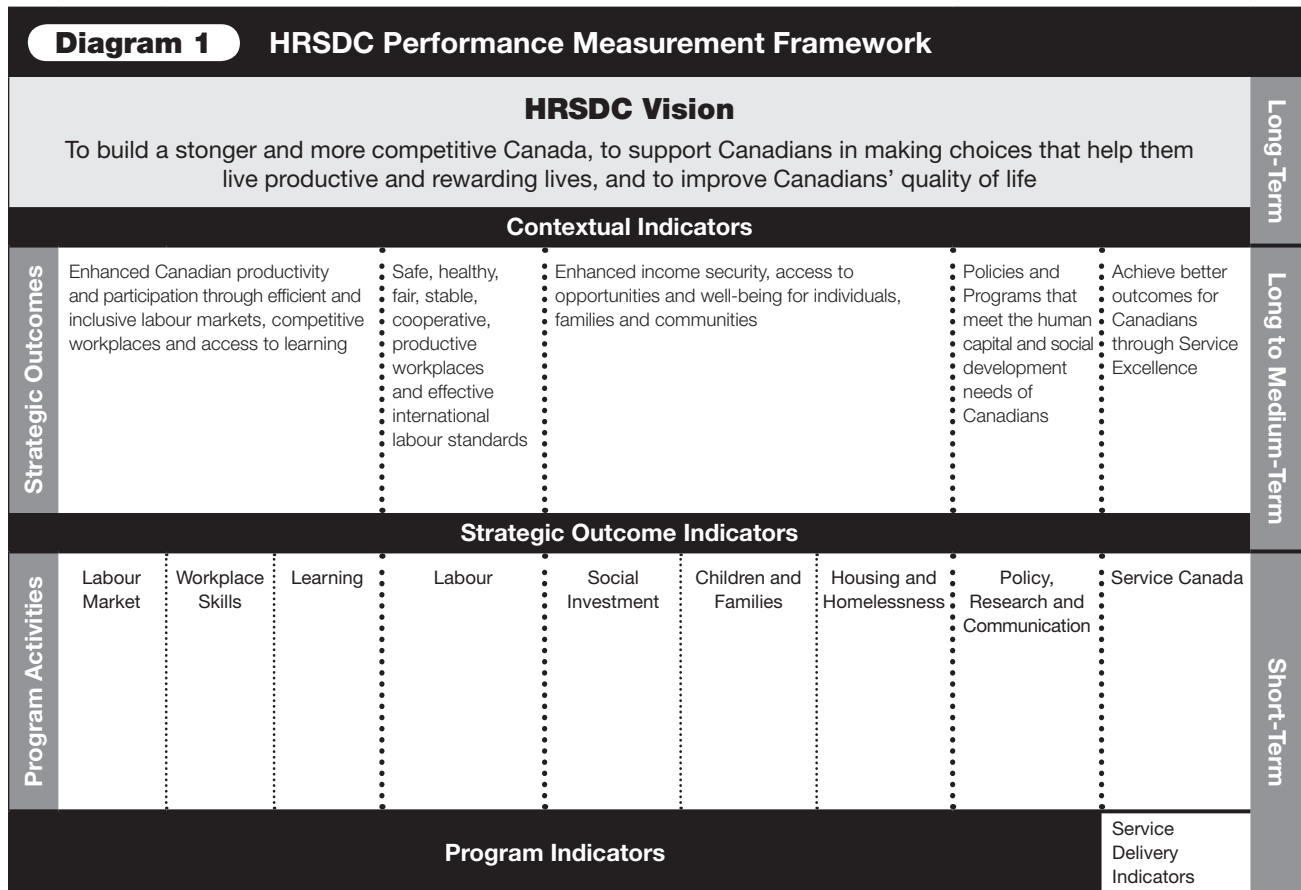 Diagram 1 HRSDC Performance Measurement Framework
HRSDC Vision
To build a stonger and more competitive Canada, to support Canadians in making choices that help them
live productive and rewarding lives, and to improve Canadians' quality of life
Long-Term
Contextual Indicators
Strategic Outcomes
Enhanced Canadian productivity
and participation through efficient and
inclusive labour markets, competitive
workplaces and access to learning
Safe, healthy,
fair, stable,
cooperative,
productive
workplaces
and effective
international
labour standards
Enhanced income security, access to
opportunities and well-being for individuals,
families and communities
Policies and
Programs that
meet the human
capital and social
development
needs of
Canadians
Achieve better
outcomes for
Canadians
through Service
Excellence
Long to Medium-Term
Strategic Outcome Indicators
Program Activities
Labour
Market
Workplace
Skills
Learning
Labour
Social
Investment
Children and
Families
Housing and
Homelessness
Policy,
Research and
Communication
Service Canada
Short-Term
Program Indicators
Service
Delivery
Indicators